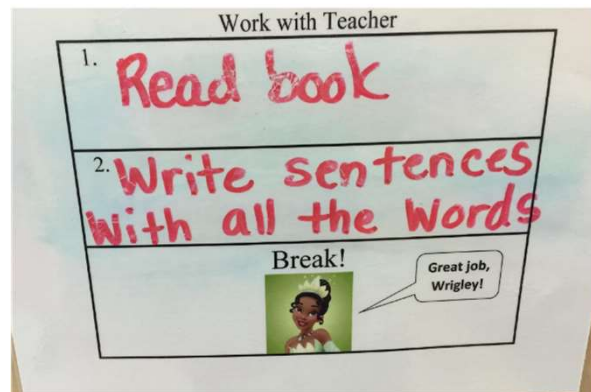 Work with Teacher
1. Read book
2. Write sentences
with all the words
Break!
Great job,
Wrigley!